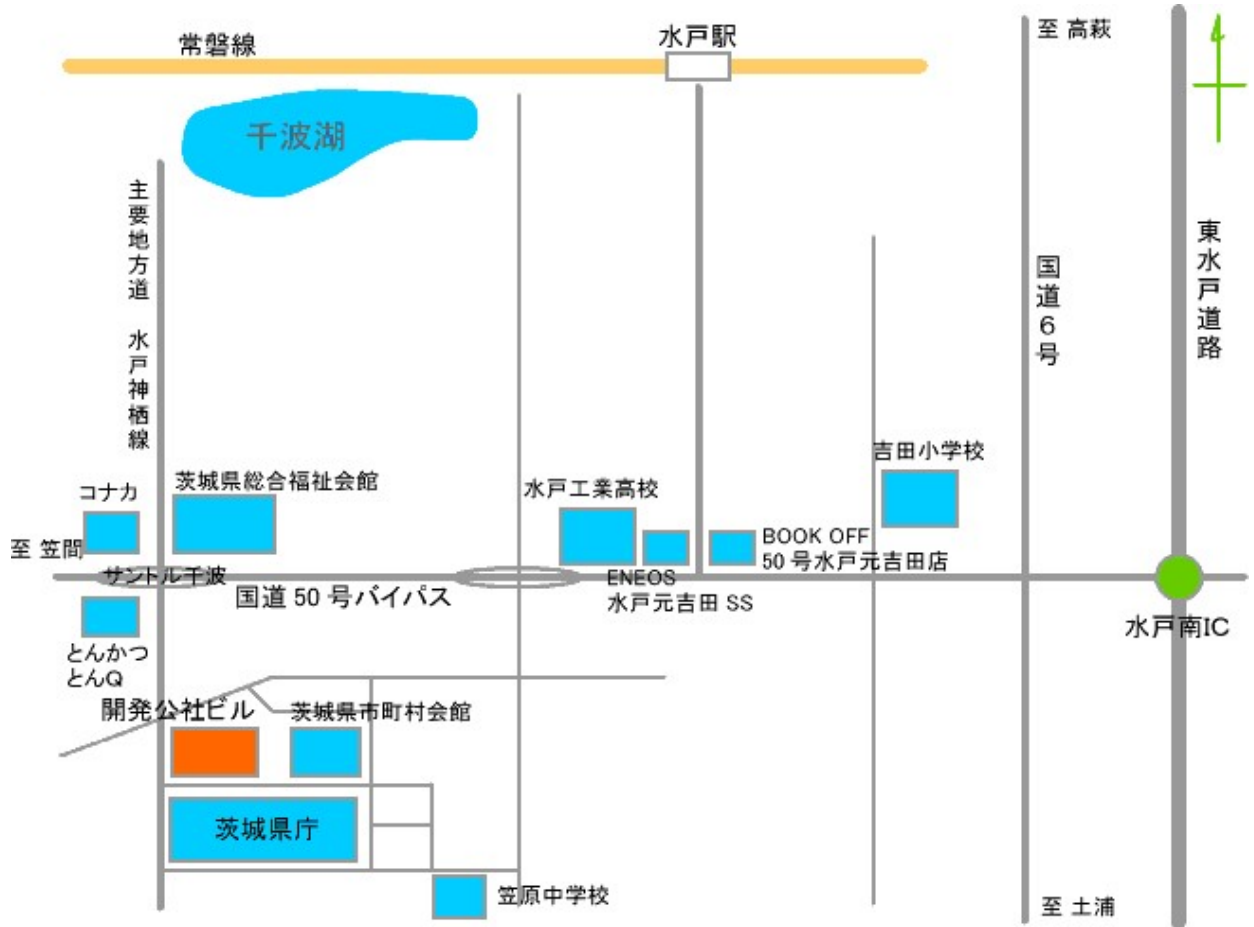 常磐線
水戸駅
至 高萩
千波湖
主要地方道 水戸神栖線
国道6号
東水戸道路
吉田小学校
コナカ
茨城県総合福祉会館
水戸工業高校
BOOK OFF
50号水戸元吉田店
至 笠間
サントル千波
国道50号バイパス
ENEOS
水戸元吉田SS
水戸南IC
とんかつ
とんQ
開発公社ビル
茨城県市町村会館
茨城県庁
笠原中学校
至 土浦